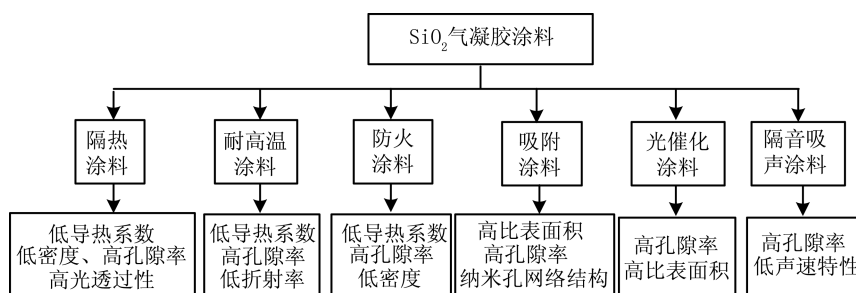 SiO₂气凝胶涂料
隔热
涂料
耐高温
涂料
防火
涂料
吸附
涂料
光催化
涂料
隔音吸
声涂料
低导热系数
低密度、高孔隙率
高光透过性
低导热系数
高孔隙率
低折射率
低导热系数
高孔隙率
低密度
高比表面积
高孔隙率
纳米孔网络结构
高孔隙率
高比表面积
高孔隙率
低声速特性